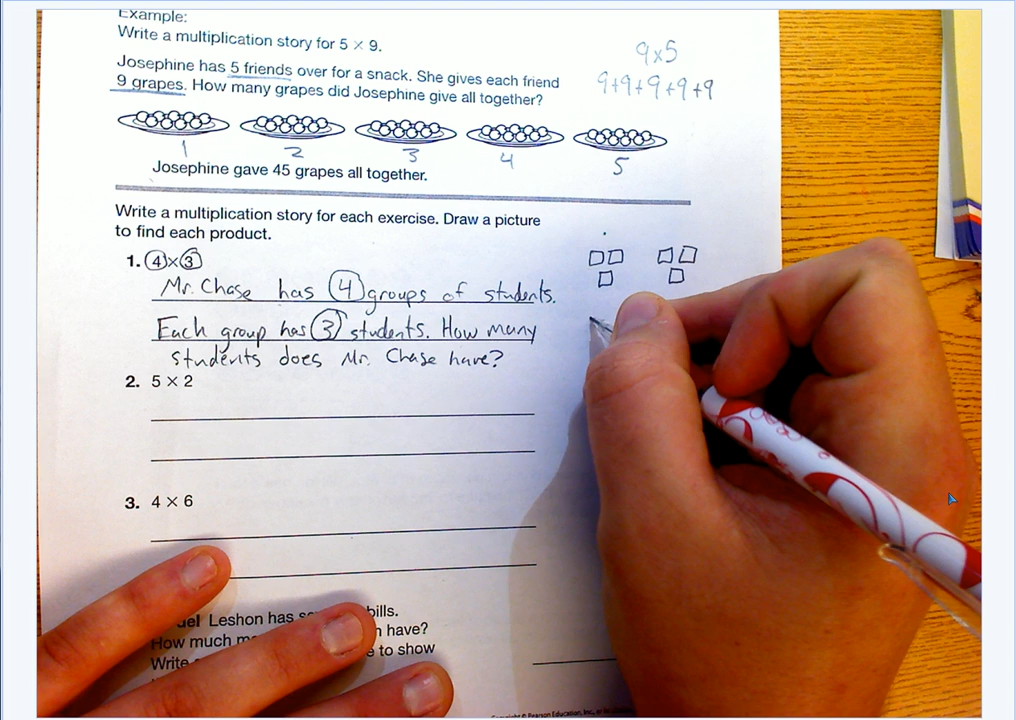 Example:
Write a multiplication story for 5 × 9.
Josephine has 5 friends over for a snack. She gives each friend
9 grapes. How many grapes did Josephine give all together?
9x5
9+9+9+9+9
1 2 3 4 5
Josephine gave 45 grapes all together.
Write a multiplication story for each exercise. Draw a picture
to find each product.
1. 4 × 3
Mr. Chase has 4 groups of students.
Each group has 3 students. How many
students does Mr. Chase have?
2. 5 × 2
3. 4 × 6
Leshon has bills.
How much have?
Write to show
© Pearson Education, Inc.,